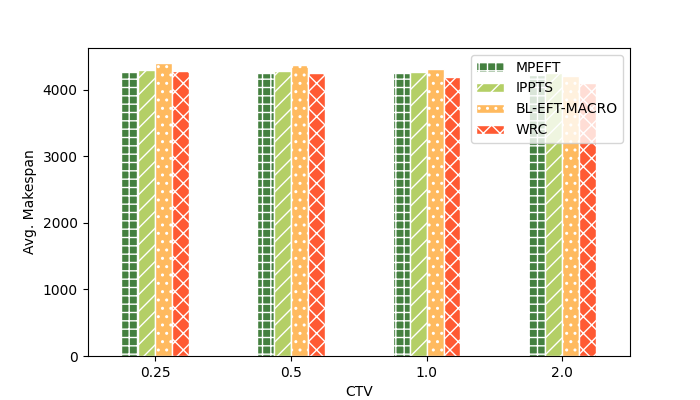 MPEFT
IPPTS
BL-EFT-MACRO
WRC
4000
3000
2000
1000
0
Avg. Makespan
0.25 0.5 1.0 2.0
CTV